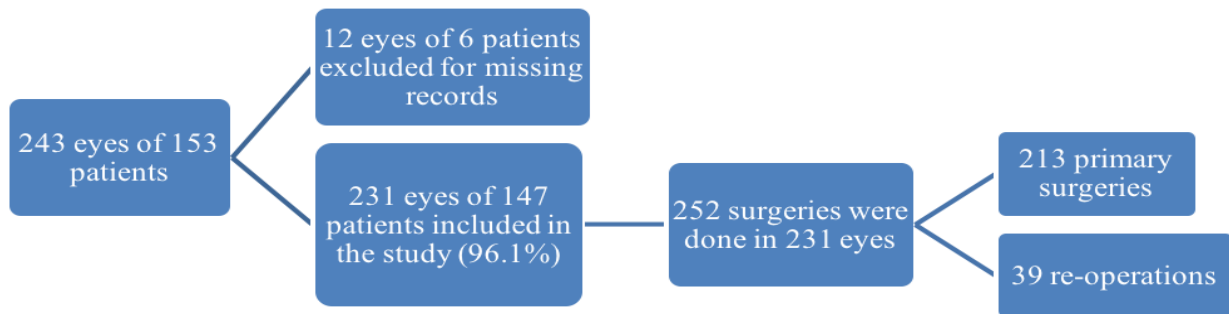 243 eyes of 153
patients
12 eyes of 6 patients
excluded for missing
records
231 eyes of 147
patients included in
the study (96.1%)
252 surgeries were
done in 231 eyes
213 primary
surgeries
39 re-operations